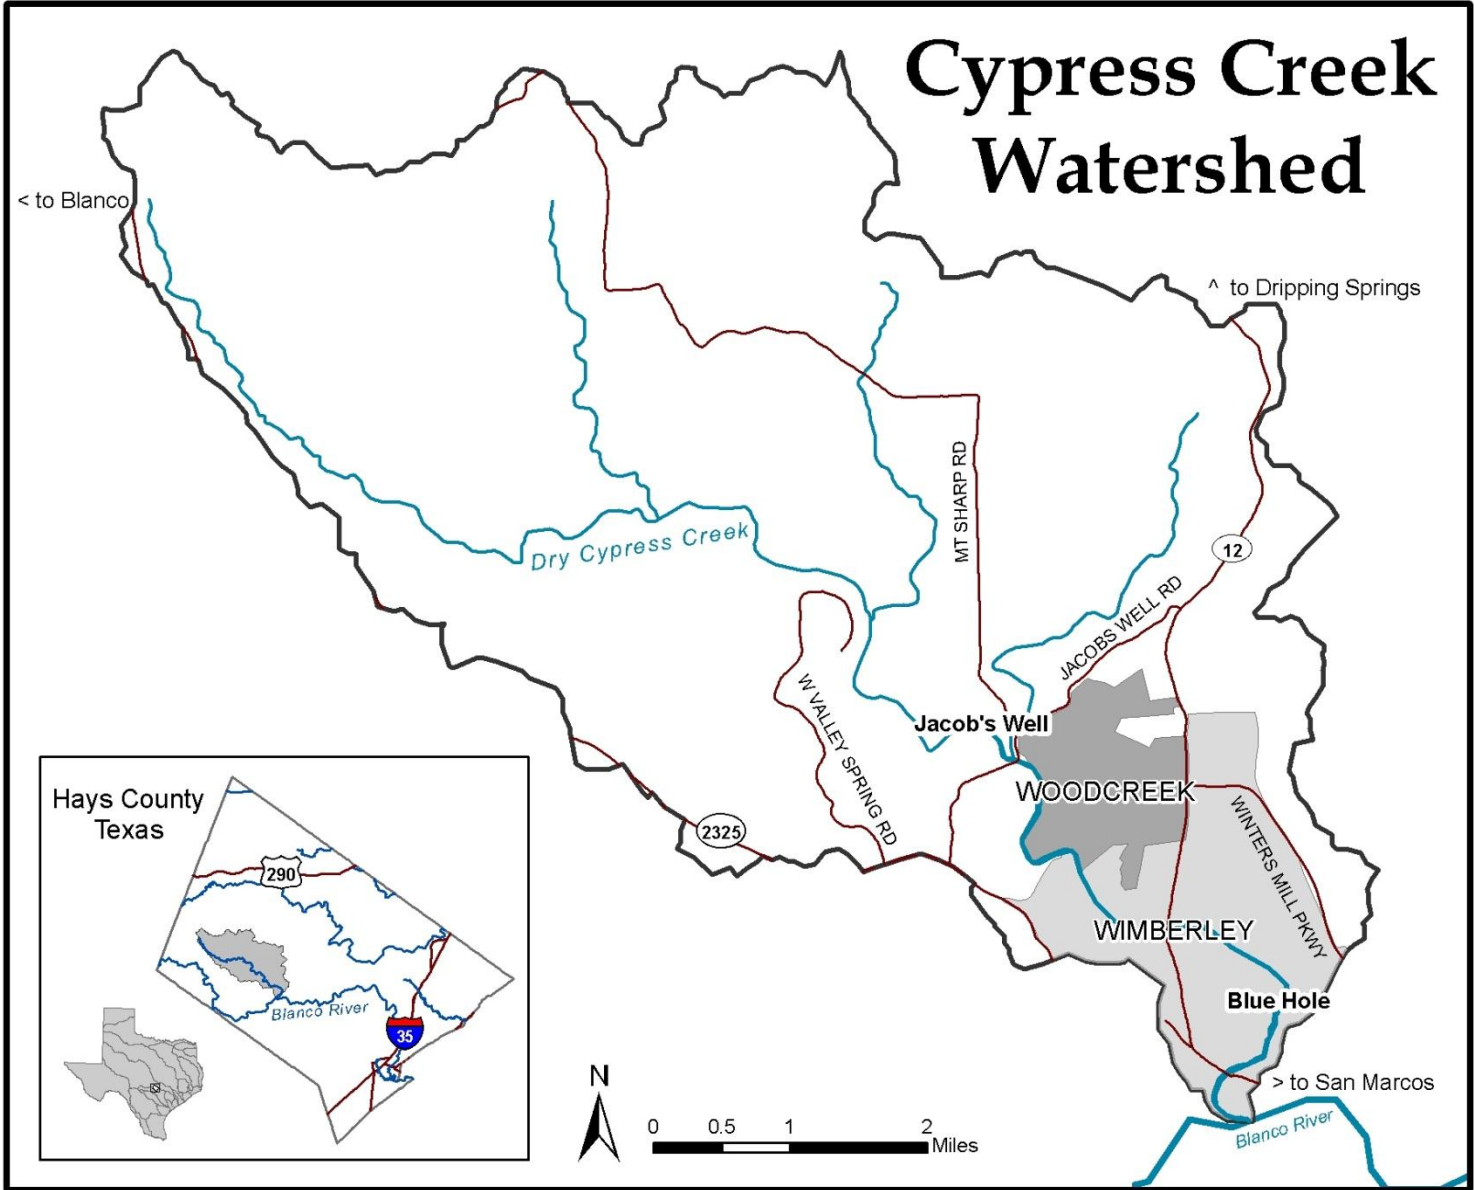 Cypress Creek
Watershed
< to Blanco
^ to Dripping Springs
MT SHARP RD
12
Dry Cypress Creek
JACOBS WELL RD
W VALLEY SPRING RD
Jacob's Well
WOODCREEK
WINTERS MILL PKWY
2325
WIMBERLEY
Blue Hole
> to San Marcos
Blanco River
Hays County
Texas
290
Blanco River
35
N
0 0.5 1 2
Miles